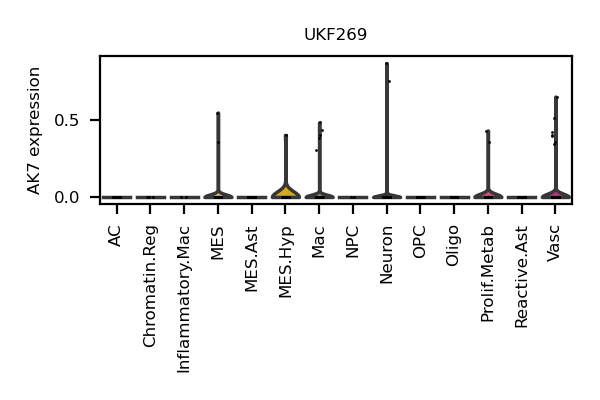 UKF269
AK7 expression
0.5
0.0
AC
Chromatin.Reg
Inflammatory.Mac
MES
MES.Ast
MES.Hyp
Mac
NPC
Neuron
OPC
Oligo
Prolif.Metab
Reactive.Ast
Vasc